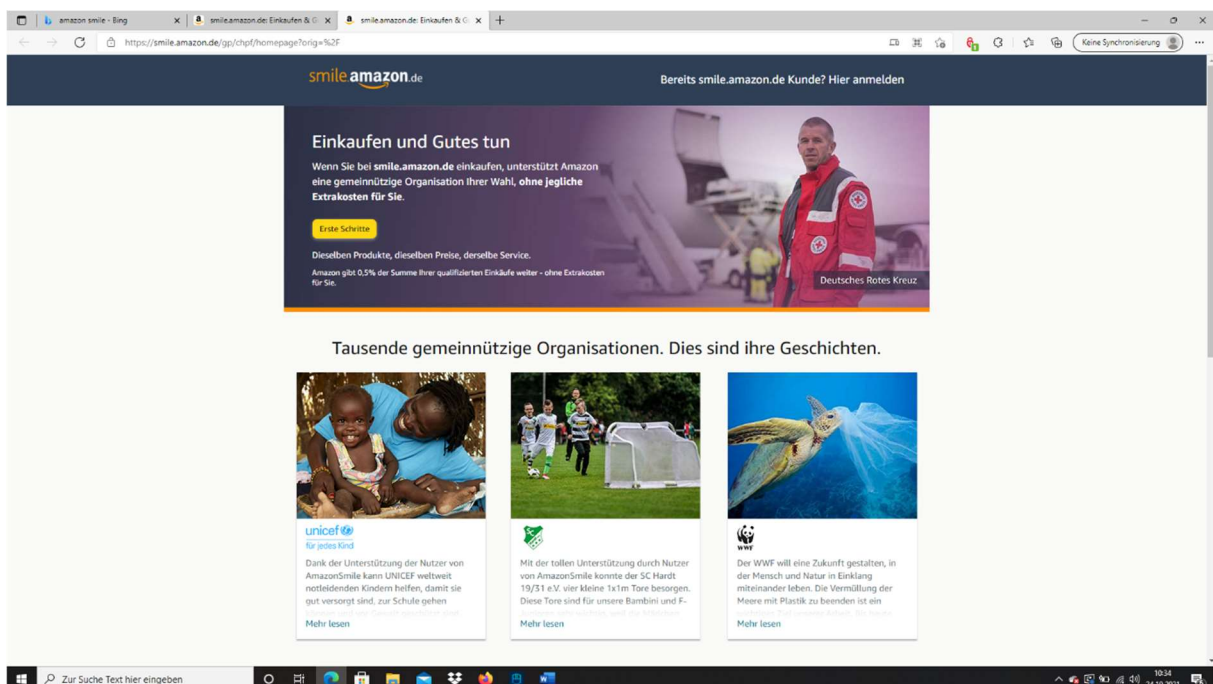 amazon smile - Bing
smile.amazon.de: Einkaufen & G
smile.amazon.de: Einkaufen & G
https://smile.amazon.de/gp/chpf/homepage?orig=%2F
Keine Synchronisierung
smile.amazon.de
Bereits smile.amazon.de Kunde? Hier anmelden
Einkaufen und Gutes tun
Wenn Sie bei smile.amazon.de einkaufen, unterstützt Amazon
eine gemeinnützige Organisation Ihrer Wahl, ohne jegliche
Extrakosten für Sie.
Erste Schritte
Dieselben Produkte, dieselben Preise, derselbe Service.
Amazon gibt 0,5% der Summe Ihrer qualifizierten Einkäufe weiter - ohne Extrakosten
für Sie.
Deutsches Rotes Kreuz
Tausende gemeinnützige Organisationen. Dies sind ihre Geschichten.
unicef
für jedes Kind
Dank der Unterstützung der Nutzer von
AmazonSmile kann UNICEF weltweit
notleidenden Kindern helfen, damit sie
gut versorgt sind, zur Schule gehen
Mehr lesen
Mit der tollen Unterstützung durch Nutzer
von AmazonSmile konnte der SC Hardt
19/31 e.V. vier kleine 1x1m Tore besorgen.
Diese Tore sind für unsere Bambini und F-
Mehr lesen
WWF
Der WWF will eine Zukunft gestalten, in
der Mensch und Natur in Einklang
miteinander leben. Die Vermüllung der
Meere mit Plastik zu beenden ist ein
Mehr lesen
Zur Suche Text hier eingeben
10:34
24.10.2021